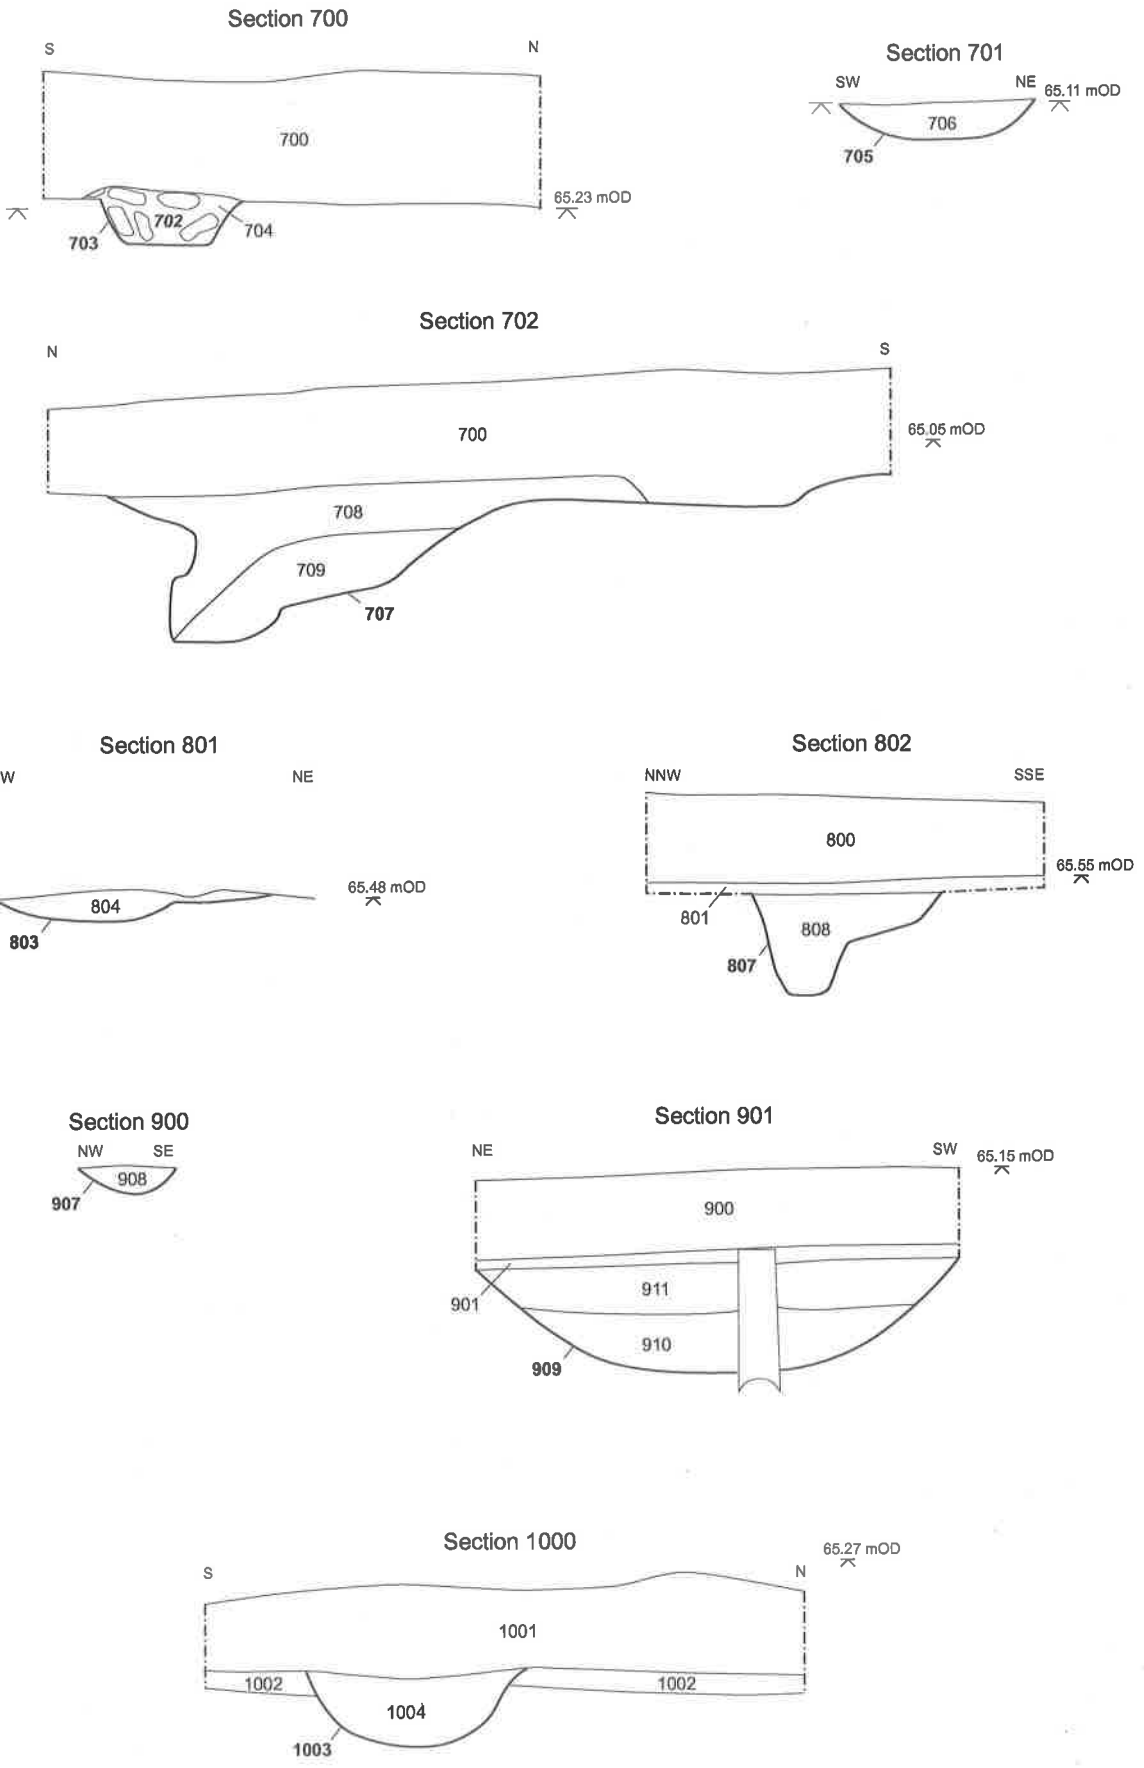 Section 700
S N
700
65.23 mOD
702
704
703
Section 701
SW NE
65.11 mOD
706
705
Section 702
N S
700
65.05 mOD
708
709
707
Section 801
W NE
65.48 mOD
804
803
Section 802
NNW SSE
800
65.55 mOD
801
808
807
Section 900
NW SE
908
907
Section 901
NE SW
65.15 mOD
900
911
901
910
909
Section 1000
65.27 mOD
S N
1001
1002 1002
1004
1003